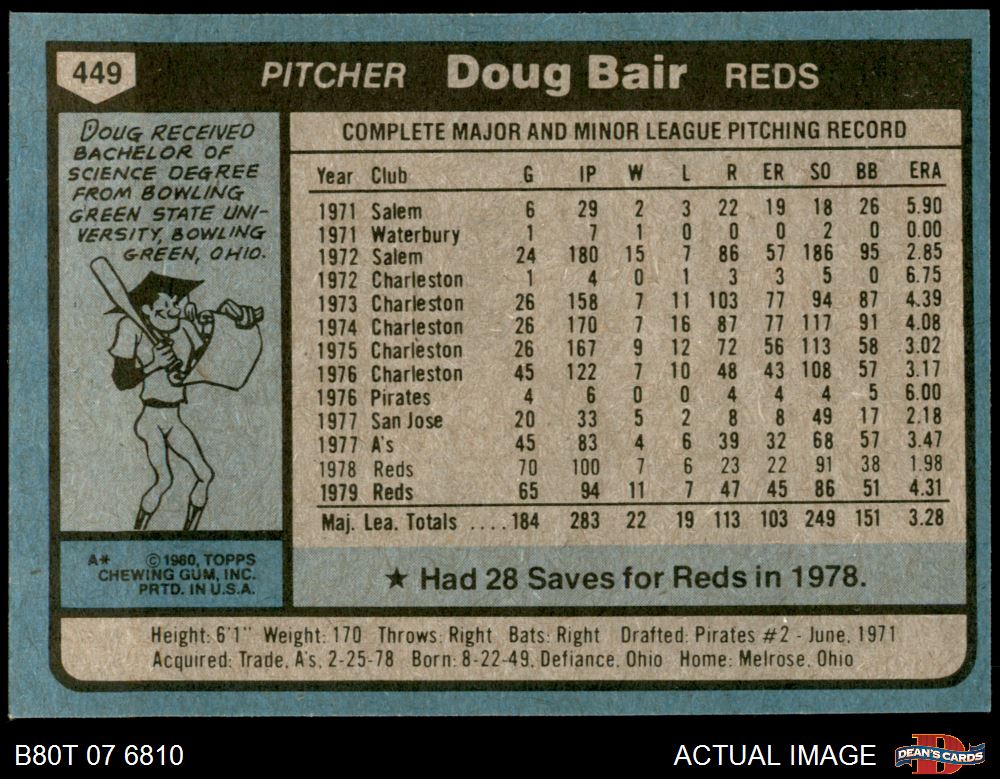 449 PITCHER Doug Bair REDS
DOUG RECEIVED
BACHELOR OF
SCIENCE DEGREE
FROM BOWLING
GREEN STATE UNI-
VERSITY, BOWLING
GREEN, OHIO.
A* ©1980, TOPPS
CHEWING GUM, INC.
PRTD. IN U.S.A.
COMPLETE MAJOR AND MINOR LEAGUE PITCHING RECORD
Year Club G IP W L R ER SO BB ERA
1971 Salem 6 29 2 3 22 19 18 26 5.90
1971 Waterbury 1 7 1 0 0 0 2 0 0.00
1972 Salem 24 180 15 7 86 57 186 95 2.85
1972 Charleston 1 4 0 1 3 3 5 0 6.75
1973 Charleston 26 158 7 11 103 77 94 87 4.39
1974 Charleston 26 170 7 16 87 77 117 91 4.08
1975 Charleston 26 167 9 12 72 56 113 58 3.02
1976 Charleston 45 122 7 10 48 43 108 57 3.17
1976 Pirates 4 6 0 0 4 4 4 5 6.00
1977 San Jose 20 33 5 2 8 8 49 17 2.18
1977 A's 45 83 4 6 39 32 68 57 3.47
1978 Reds 70 100 7 6 23 22 91 38 1.98
1979 Reds 65 94 11 7 47 45 86 51 4.31
Maj. Lea. Totals ....184 283 22 19 113 103 249 151 3.28
★ Had 28 Saves for Reds in 1978.
Height: 6'1" Weight: 170 Throws: Right Bats: Right Drafted: Pirates #2 - June, 1971
Acquired: Trade, A's, 2-25-78 Born: 8-22-49, Defiance, Ohio Home: Melrose, Ohio
B80T 07 6810 ACTUAL IMAGE DEAN'S CARDS